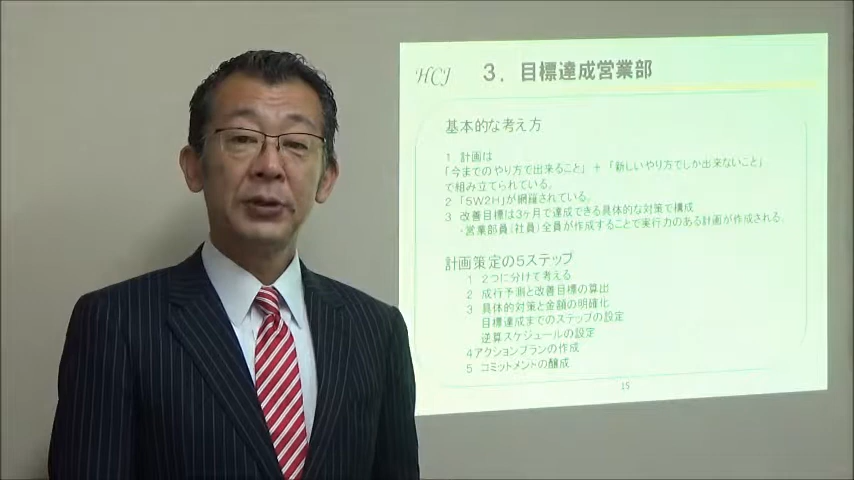 HCJ
3．目標達成営業部
基本的な考え方
1 計画は
「今までのやり方で出来ること」＋「新しいやり方でしか出来ないこと」
で組み立てられている。
2 「5W2H」が網羅されている。
3 改善目標は3ヶ月で達成できる具体的な対策で構成
・営業部員（社員）全員が作成することで実行力のある計画が作成される。
計画策定の5ステップ
1 2つに分けて考える
2 成行予測と改善目標の算出
3 具体的対策と金額の明確化
目標達成までのステップの設定
逆算スケジュールの設定
4アクションプランの作成
5 コミットメントの醸成
15